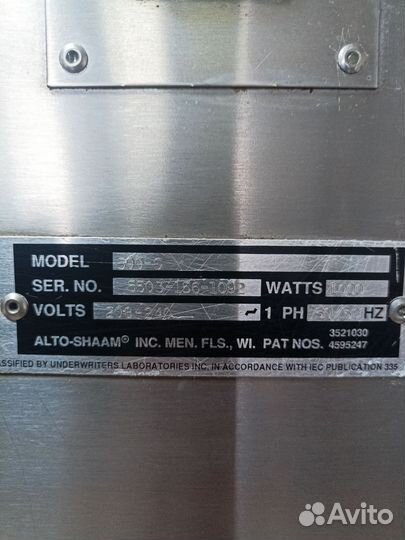 MODEL
SER. NO. WATTS
VOLTS 1 PH HZ
3521030
ALTO-SHAAM® INC. MEN. FLS., WI. PAT NOS. 4595247
ASSIFIED BY UNDERWRITERS LABORATORIES INC. IN ACCORDANCE WITH IEC PUBLICATION 335
Avito